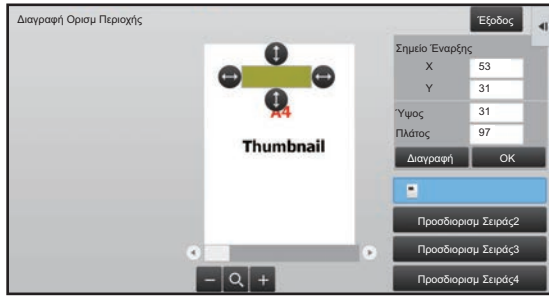 Διαγραφή Ορισμ Περιοχής
Έξοδος
Σημείο Έναρξης
X 53
Y 31
Ύψος 31
Πλάτος 97
Διαγραφή OK
A4
Thumbnail
Προσδιορισμ Σειράς2
Προσδιορισμ Σειράς3
Προσδιορισμ Σειράς4